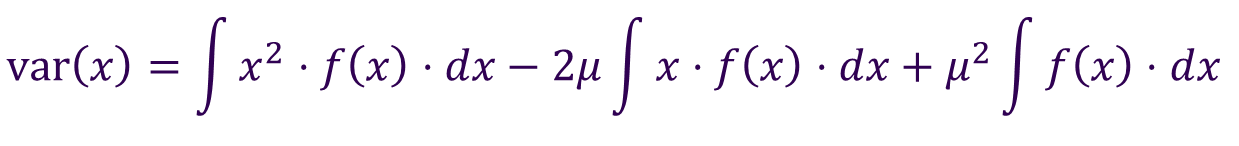 var(x) = ∫ x² · f(x) · dx − 2μ ∫ x · f(x) · dx + μ² ∫ f(x) · dx